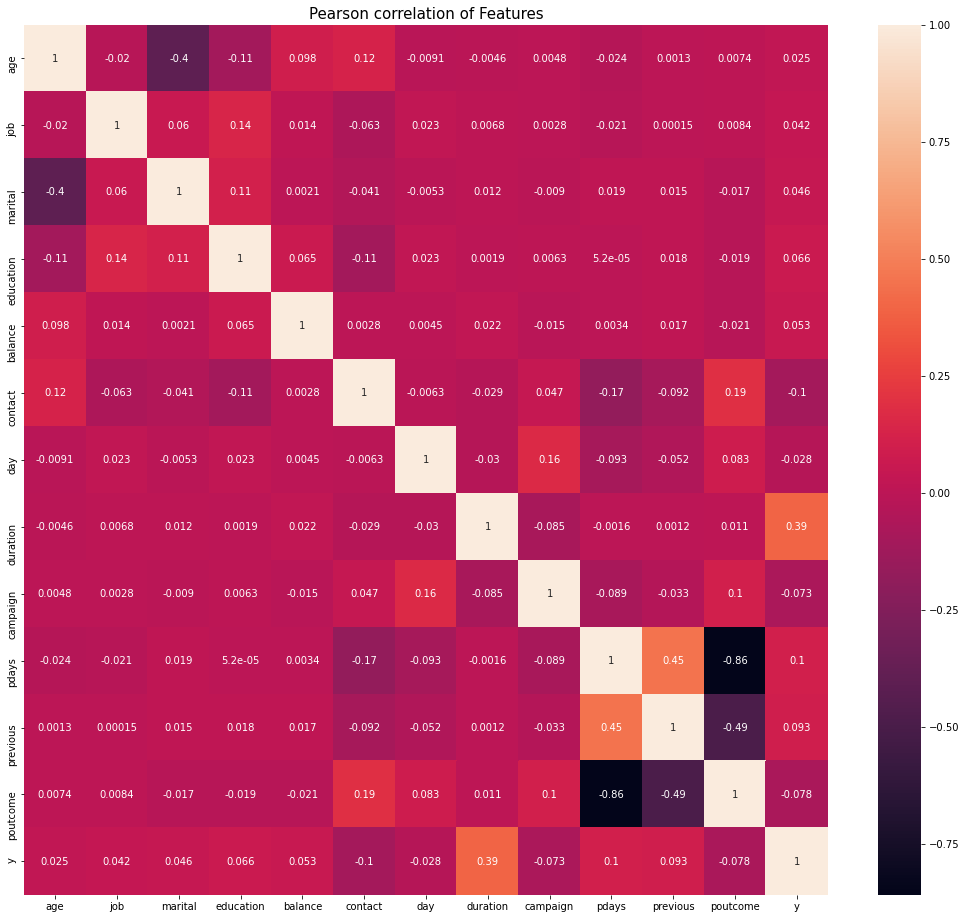 Pearson correlation of Features
age 1 -0.02 -0.4 -0.11 0.098 0.12 -0.0091 -0.0046 0.0048 -0.024 0.0013 0.0074 0.025
job -0.02 1 0.06 0.14 0.014 -0.063 0.023 0.0068 0.0028 -0.021 0.00015 0.0084 0.042
marital -0.4 0.06 1 0.11 0.0021 -0.041 -0.0053 0.012 -0.009 0.019 0.015 -0.017 0.046
education -0.11 0.14 0.11 1 0.065 -0.11 0.023 0.0019 0.0063 5.2e-05 0.018 -0.019 0.066
balance 0.098 0.014 0.0021 0.065 1 0.0028 0.0045 0.022 -0.015 0.0034 0.017 -0.021 0.053
contact 0.12 -0.063 -0.041 -0.11 0.0028 1 -0.0063 -0.029 0.047 -0.17 -0.092 0.19 -0.1
day -0.0091 0.023 -0.0053 0.023 0.0045 -0.0063 1 -0.03 0.16 -0.093 -0.052 0.083 -0.028
duration -0.0046 0.0068 0.012 0.0019 0.022 -0.029 -0.03 1 -0.085 -0.0016 0.0012 0.011 0.39
campaign 0.0048 0.0028 -0.009 0.0063 -0.015 0.047 0.16 -0.085 1 -0.089 -0.033 0.1 -0.073
pdays -0.024 -0.021 0.019 5.2e-05 0.0034 -0.17 -0.093 -0.0016 -0.089 1 0.45 -0.86 0.1
previous 0.0013 0.00015 0.015 0.018 0.017 -0.092 -0.052 0.0012 -0.033 0.45 1 -0.49 0.093
poutcome 0.0074 0.0084 -0.017 -0.019 -0.021 0.19 0.083 0.011 0.1 -0.86 -0.49 1 -0.078
y 0.025 0.042 0.046 0.066 0.053 -0.1 -0.028 0.39 -0.073 0.1 0.093 -0.078 1
age job marital education balance contact day duration campaign pdays previous poutcome y
1.00
0.75
0.50
0.25
0.00
−0.25
−0.50
−0.75